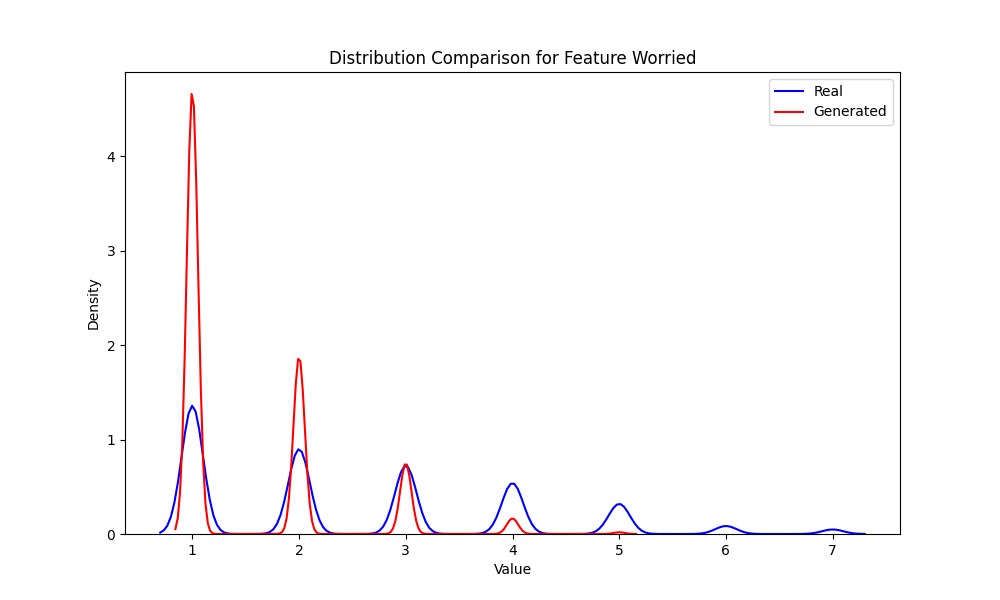 Distribution Comparison for Feature Worried
Real
Generated
Density
4
3
2
1
0
1 2 3 4 5 6 7
Value